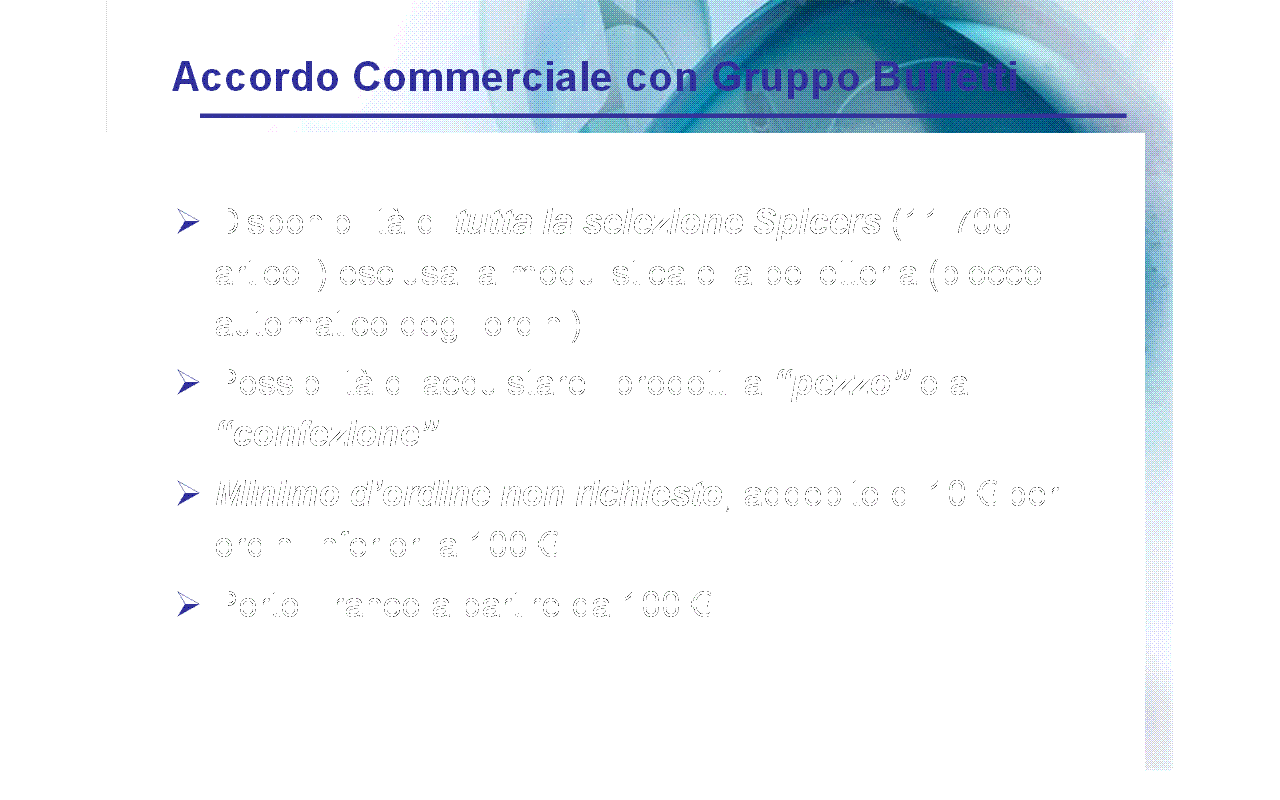 Accordo Commerciale con Gruppo Buffetti
Disponibilità di tutta la selezione Spicers (11.700
articoli) esclusa la modulistica e la pelletteria (blocco
automatico degli ordini)
Possibilità di acquistare i prodotti a “pezzo” e a
“confezione”
Minimo d’ordine non richiesto, addebito di 10 € per
ordini inferiori a 100 €
Porto Franco a partire da 100 €